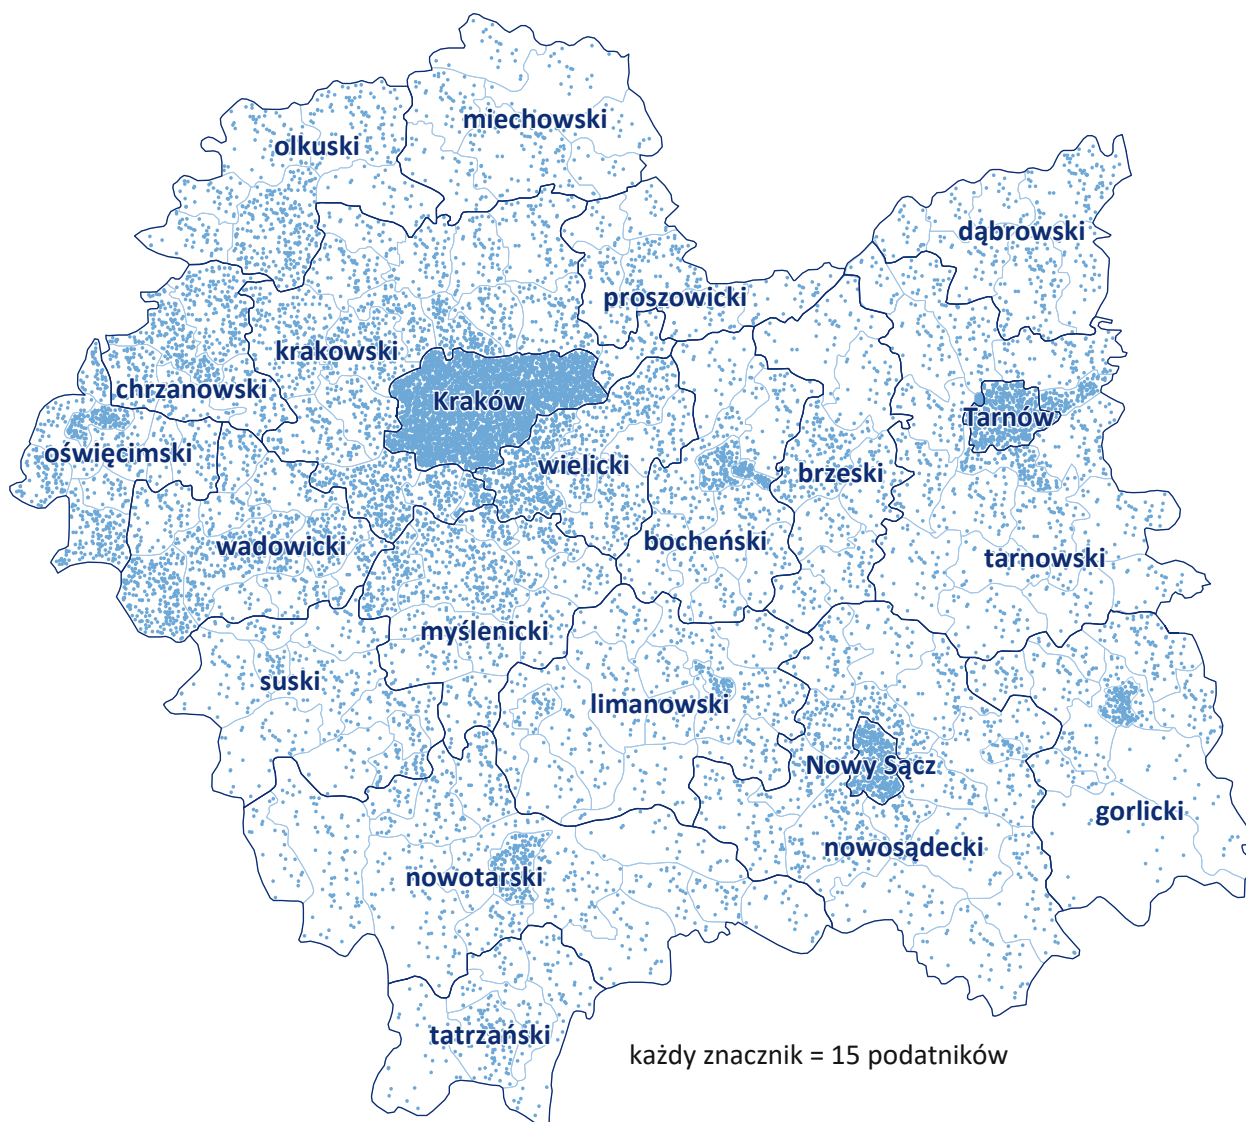 miechowski
olkuski
dąbrowski
proszowicki
krakowski
chrzanowski
Kraków
Tarnów
oświęcimski
wielicki
brzeski
wadowicki
bocheński
tarnowski
myślenicki
suski
limanowski
Nowy Sącz
gorlicki
nowosądecki
nowotarski
tatrzański
każdy znacznik = 15 podatników